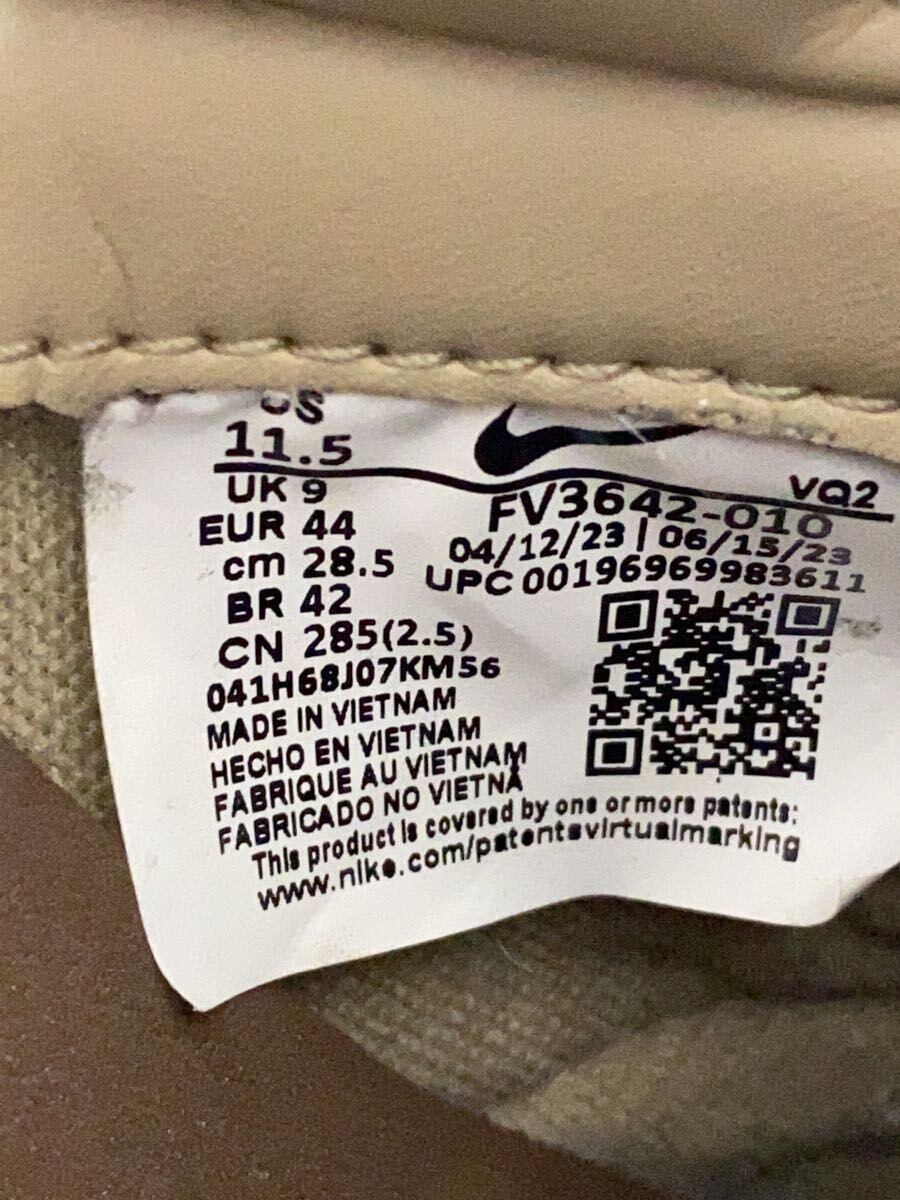 US
11.5
UK 9
EUR 44
cm 28.5
BR 42
CN 285(2.5)
041H68J07KM56
MADE IN VIETNAM
HECHO EN VIETNAM
FABRIQUE AU VIETNAM
FABRICADO NO VIETNÃ
VQ2
FV3642-010
04/12/23 | 06/15/23
UPC 00196969983611
This product is covered by one or more patents:
www.nike.com/patentsvirtualmarking